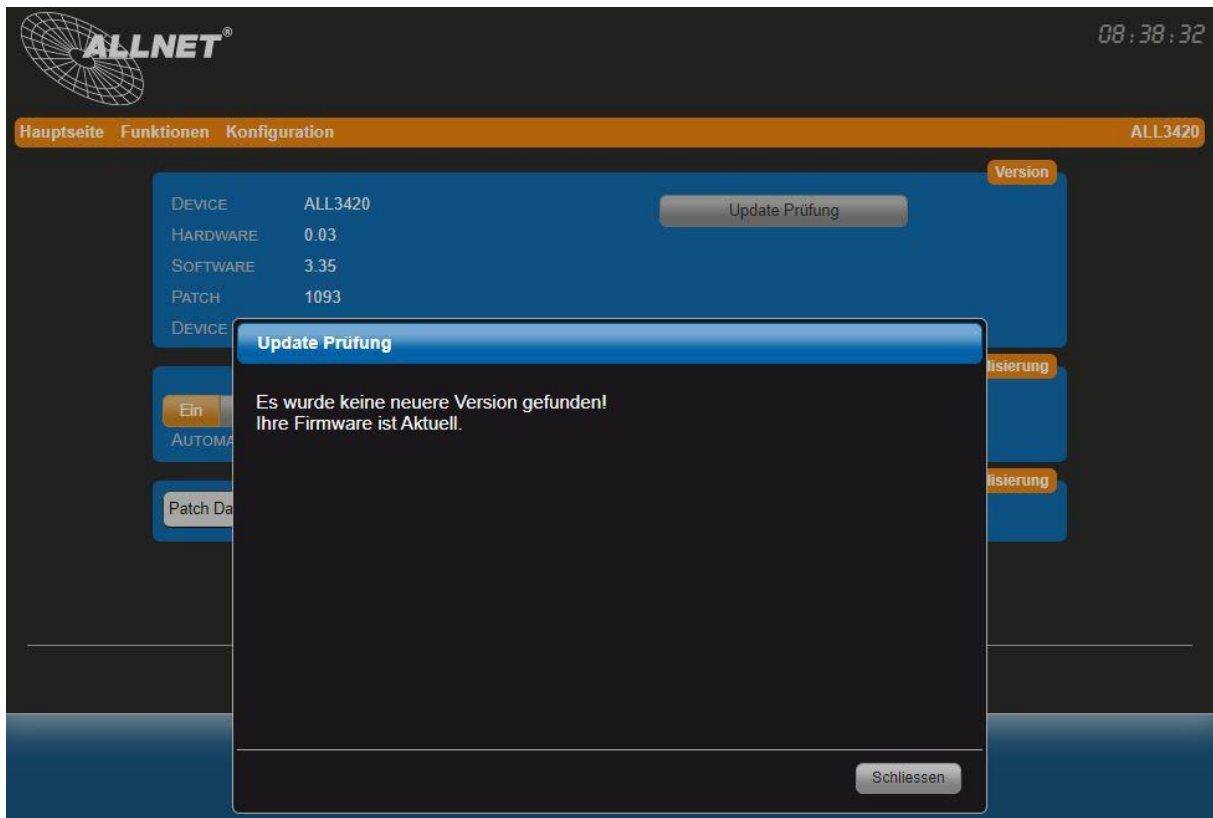 ALLNET®
08:38:32
Hauptseite Funktionen Konfiguration ALL3420
Version
DEVICE ALL3420 Update Prüfung
HARDWARE 0.03
SOFTWARE 3.35
PATCH 1093
DEVICE
Update Prüfung
lisierung
Es wurde keine neuere Version gefunden!
Ihre Firmware ist Aktuell.
Ein
AUTOMA
lisierung
Patch Da
Schliessen